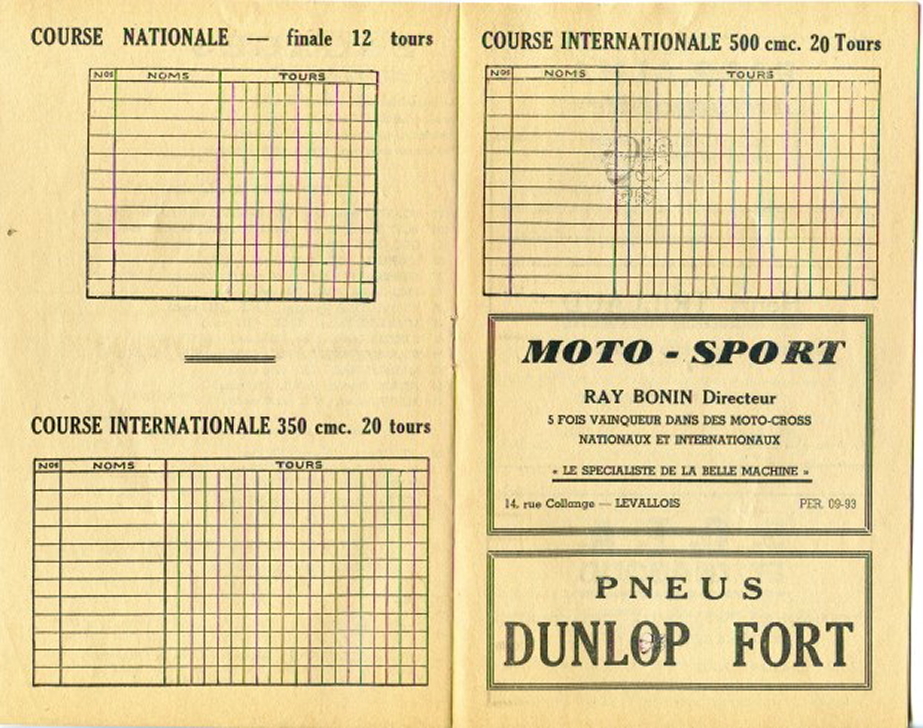 COURSE NATIONALE — finale 12 tours
Nos NOMS TOURS
COURSE INTERNATIONALE 350 cmc. 20 tours
Nos NOMS TOURS
COURSE INTERNATIONALE 500 cmc. 20 Tours
Nos NOMS TOURS
MOTO - SPORT
RAY BONIN Directeur
5 FOIS VAINQUEUR DANS DES MOTO-CROSS
NATIONAUX ET INTERNATIONAUX
« LE SPECIALISTE DE LA BELLE MACHINE »
14, rue Collange — LEVALLOIS PER. 09-93
PNEUS
DUNLOP FORT